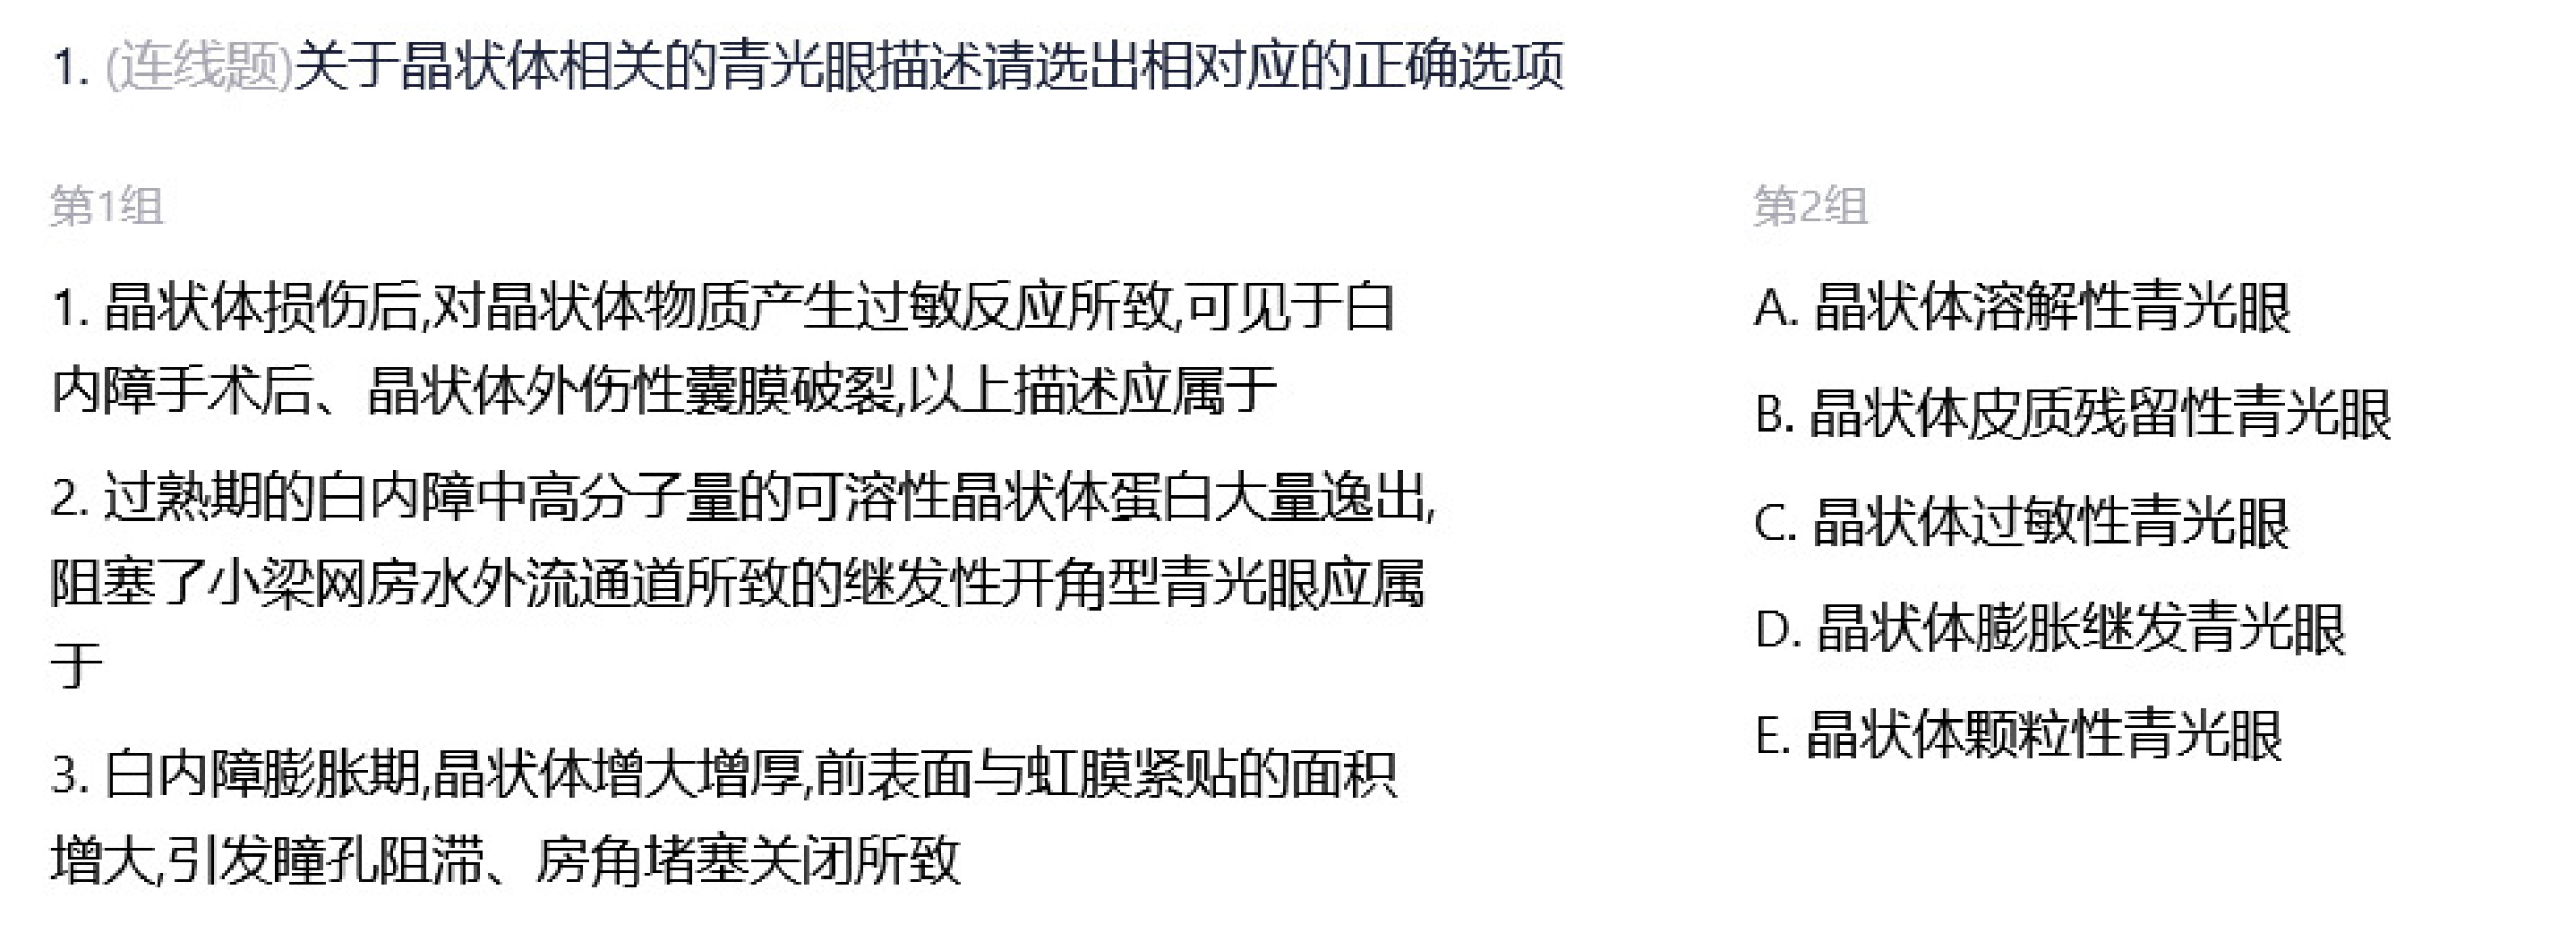 1. (连线题)关于晶状体相关的青光眼描述请选出相对应的正确选项
第1组
1. 晶状体损伤后,对晶状体物质产生过敏反应所致,可见于白
内障手术后、晶状体外伤性囊膜破裂,以上描述应属于
2. 过熟期的白内障中高分子量的可溶性晶状体蛋白大量逸出,
阻塞了小梁网房水外流通道所致的继发性开角型青光眼应属
于
3. 白内障膨胀期,晶状体增大增厚,前表面与虹膜紧贴的面积
增大,引发瞳孔阻滞、房角堵塞关闭所致
第2组
A. 晶状体溶解性青光眼
B. 晶状体皮质残留性青光眼
C. 晶状体过敏性青光眼
D. 晶状体膨胀继发青光眼
E. 晶状体颗粒性青光眼